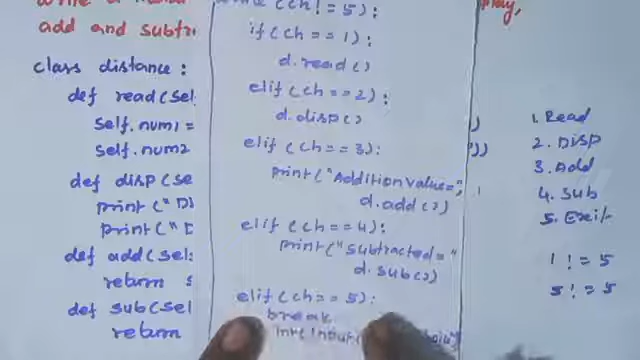 add and subtr
class distance :
def read(sel
self.num1 =
self.num2
def disp(se
print("D
print("D
def add(sel
return s
def sub(sel
return
while(ch!=5):
if(ch==1):
d.read()
elif(ch==2):
d.disp()
elif(ch==3):
print("Addition value=",
d.add())
elif(ch==4):
print("subtracted="
d.sub())
elif(ch==5):
break
play,
)
"))
1. Read
2. Disp
3. Add
4. Sub
5. Exit
1!=5
5!=5